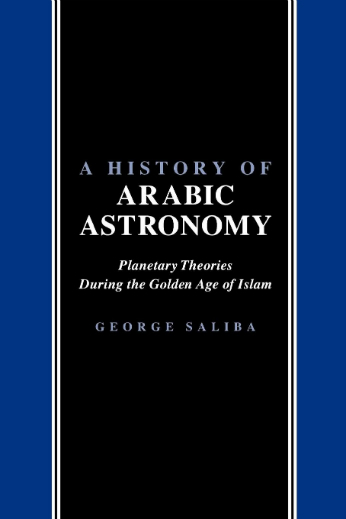 A HISTORY OF
ARABIC
ASTRONOMY
Planetary Theories
During the Golden Age of Islam
GEORGE SALIBA